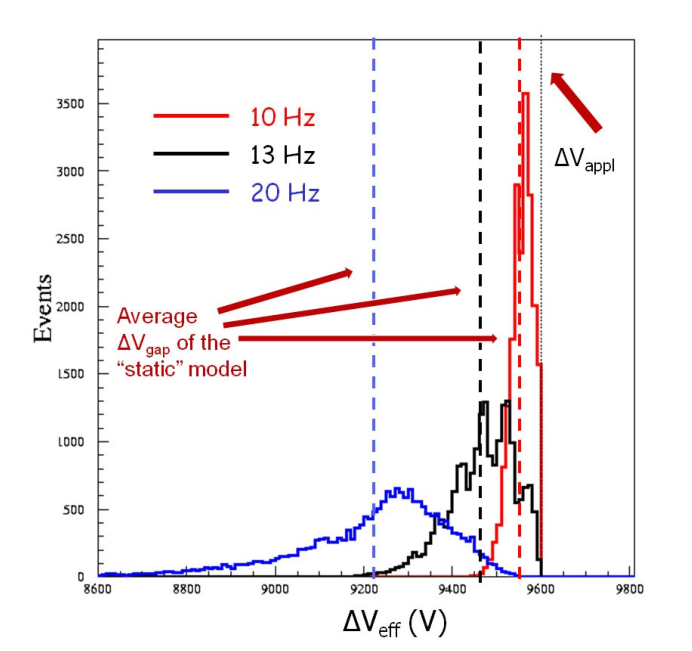 3500
3000
2500
2000
1500
1000
500
0
Events
10 Hz
13 Hz
20 Hz
ΔVappl
Average
ΔVgap of the
“static” model
8600 8800 9000 9200 9400 9600 9800
ΔVeff (V)